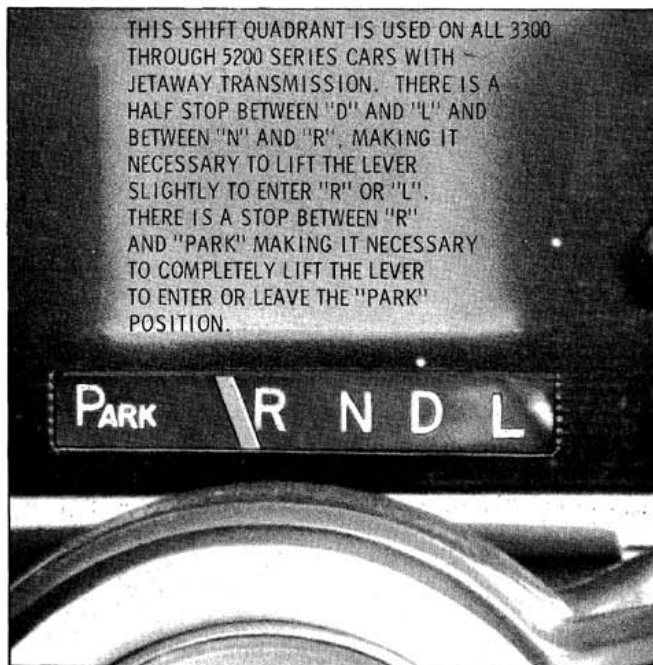 THIS SHIFT QUADRANT IS USED ON ALL 3300
THROUGH 5200 SERIES CARS WITH
JETAWAY TRANSMISSION. THERE IS A
HALF STOP BETWEEN "D" AND "L" AND
BETWEEN "N" AND "R", MAKING IT
NECESSARY TO LIFT THE LEVER
SLIGHTLY TO ENTER "R" OR "L".
THERE IS A STOP BETWEEN "R"
AND "PARK" MAKING IT NECESSARY
TO COMPLETELY LIFT THE LEVER
TO ENTER OR LEAVE THE "PARK"
POSITION.
PARK R N D L